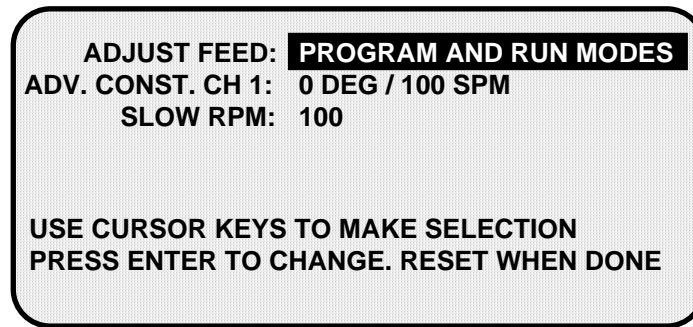 ADJUST FEED: PROGRAM AND RUN MODES
ADV. CONST. CH 1: 0 DEG / 100 SPM
SLOW RPM: 100
USE CURSOR KEYS TO MAKE SELECTION
PRESS ENTER TO CHANGE. RESET WHEN DONE